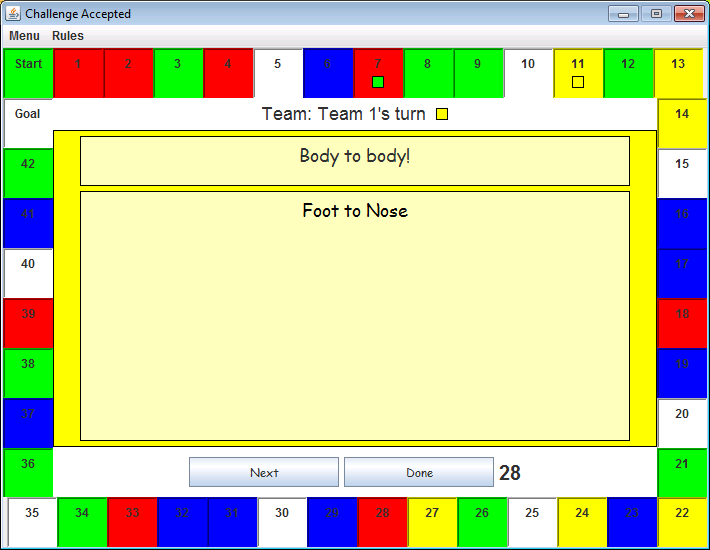 Challenge Accepted
Menu Rules
Start 1 2 3 4 5 6 7 8 9 10 11 12 13
Goal
Team: Team 1's turn
14
Body to body!
42
15
Foot to Nose
41
16
40
17
39
18
38
19
37
20
36
Next Done 28
21
35 34 33 32 31 30 29 28 27 26 25 24 23 22